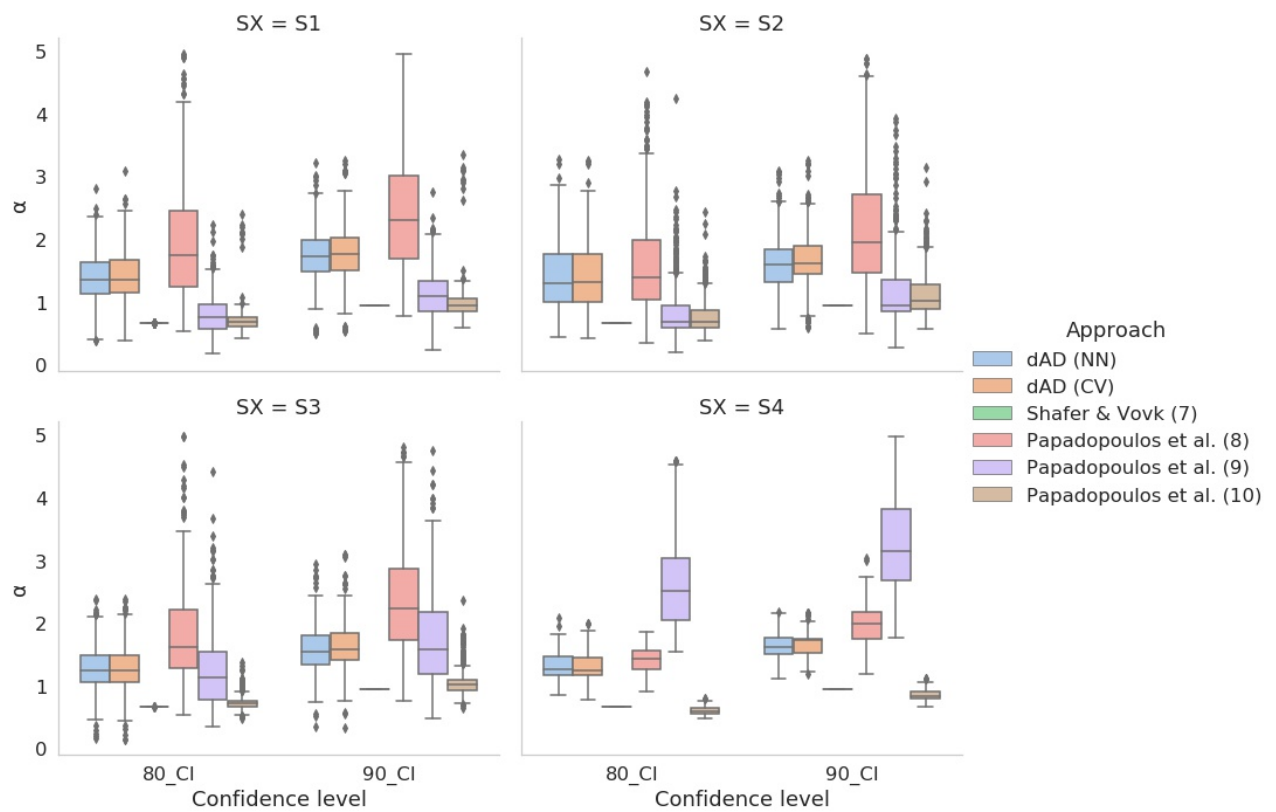 SX = S1
SX = S2
5
4
3
2
1
0
α
SX = S3
SX = S4
5
4
3
2
1
0
α
80_CI
90_CI
80_CI
90_CI
Confidence level
Confidence level
Approach
dAD (NN)
dAD (CV)
Shafer & Vovk (7)
Papadopoulos et al. (8)
Papadopoulos et al. (9)
Papadopoulos et al. (10)